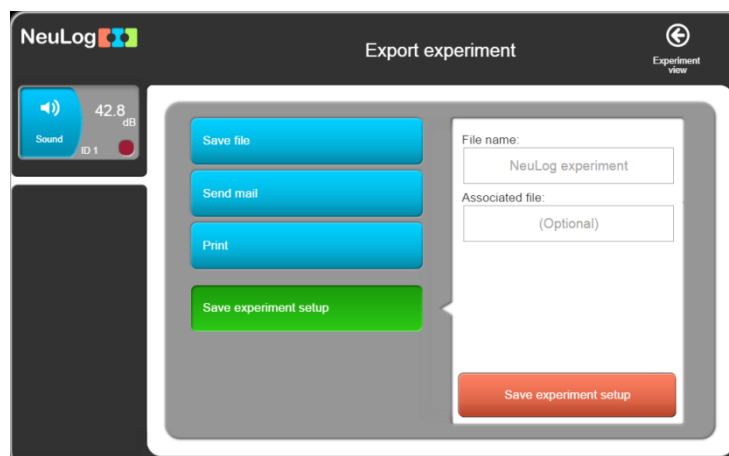 NeuLog
Export experiment
Experiment
view
42.8
dB
Sound
ID 1
Save file
Send mail
Print
Save experiment setup
File name:
NeuLog experiment
Associated file:
(Optional)
Save experiment setup